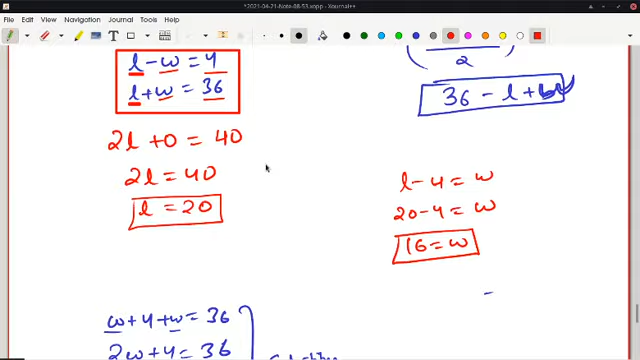 *2021-04-21-Note-08-53.xopp - Xournal++
File Edit View Navigation Journal Tools Plugin Help
l - w = 4
l + w = 36
2l + 0 = 40
2l = 40
l = 20
2
36 - l +
l - 4 = w
20 - 4 = w
16 = w
w + 4 + w = 36
2w + 4 = 36